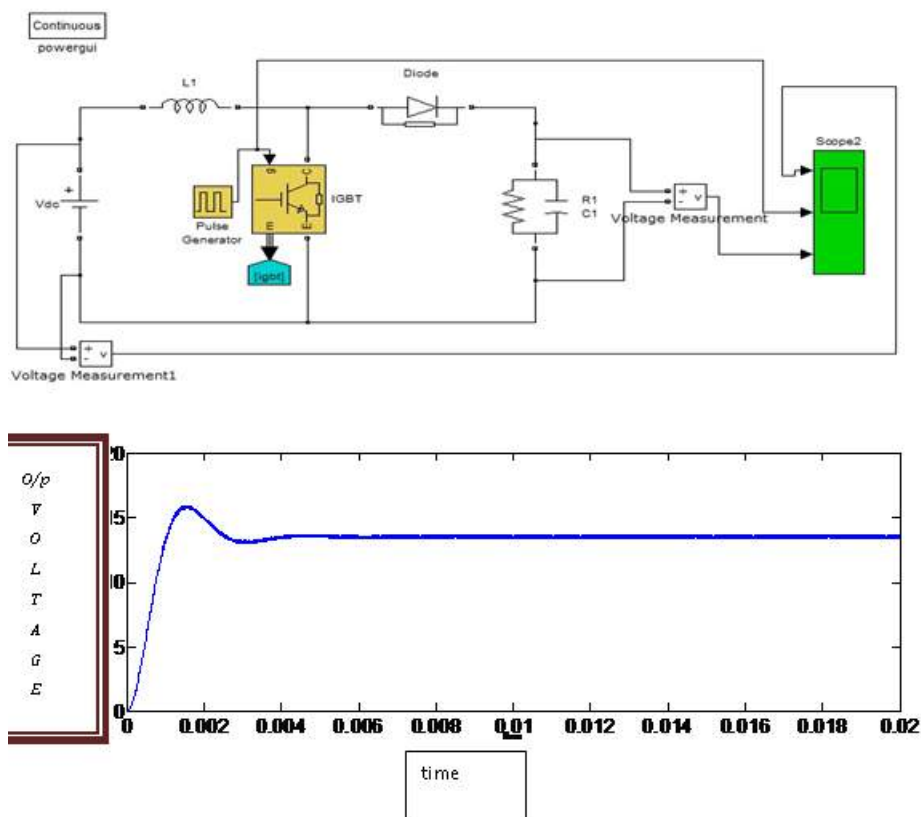 Continuous
powergui
L1
Diode
Scope2
+
Vdc
g
C
IGBT
Pulse
Generator
m
E
[igbt]
R1
C1
+
-
v
Voltage Measurement
+
-
v
Voltage Measurement1
O/p
V
O
L
T
A
G
E
5
0
0 0.002 0.004 0.006 0.008 0.01 0.012 0.014 0.016 0.018 0.02
time